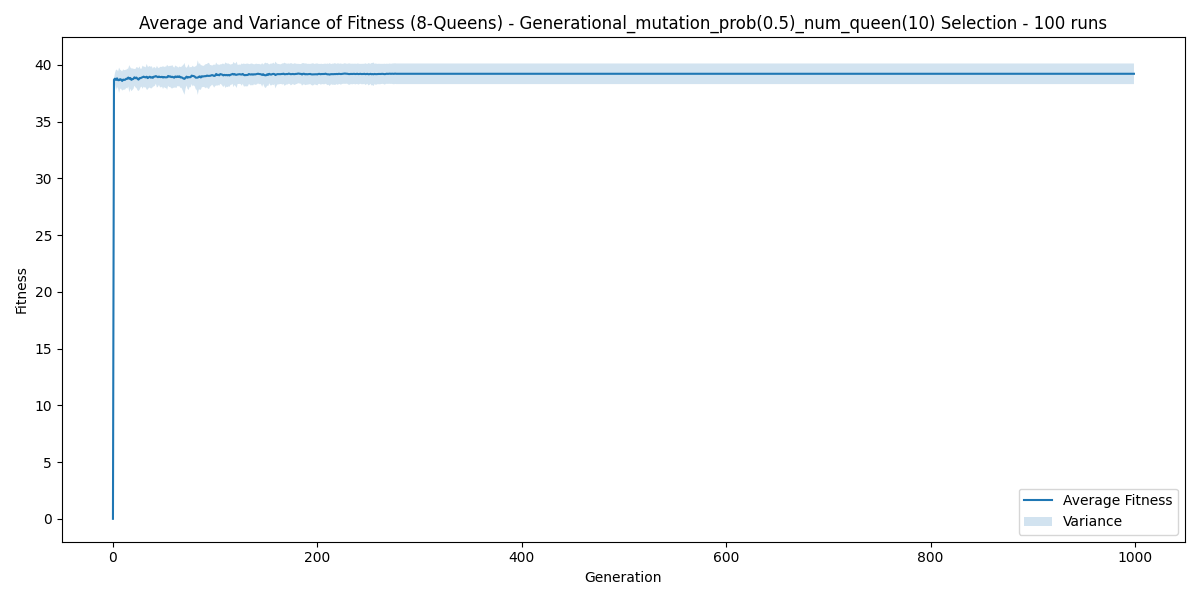 Average and Variance of Fitness (8-Queens) - Generational_mutation_prob(0.5)_num_queen(10) Selection - 100 runs
Fitness
40
35
30
25
20
15
10
5
0
0 200 400 600 800 1000
Generation
Average Fitness
Variance